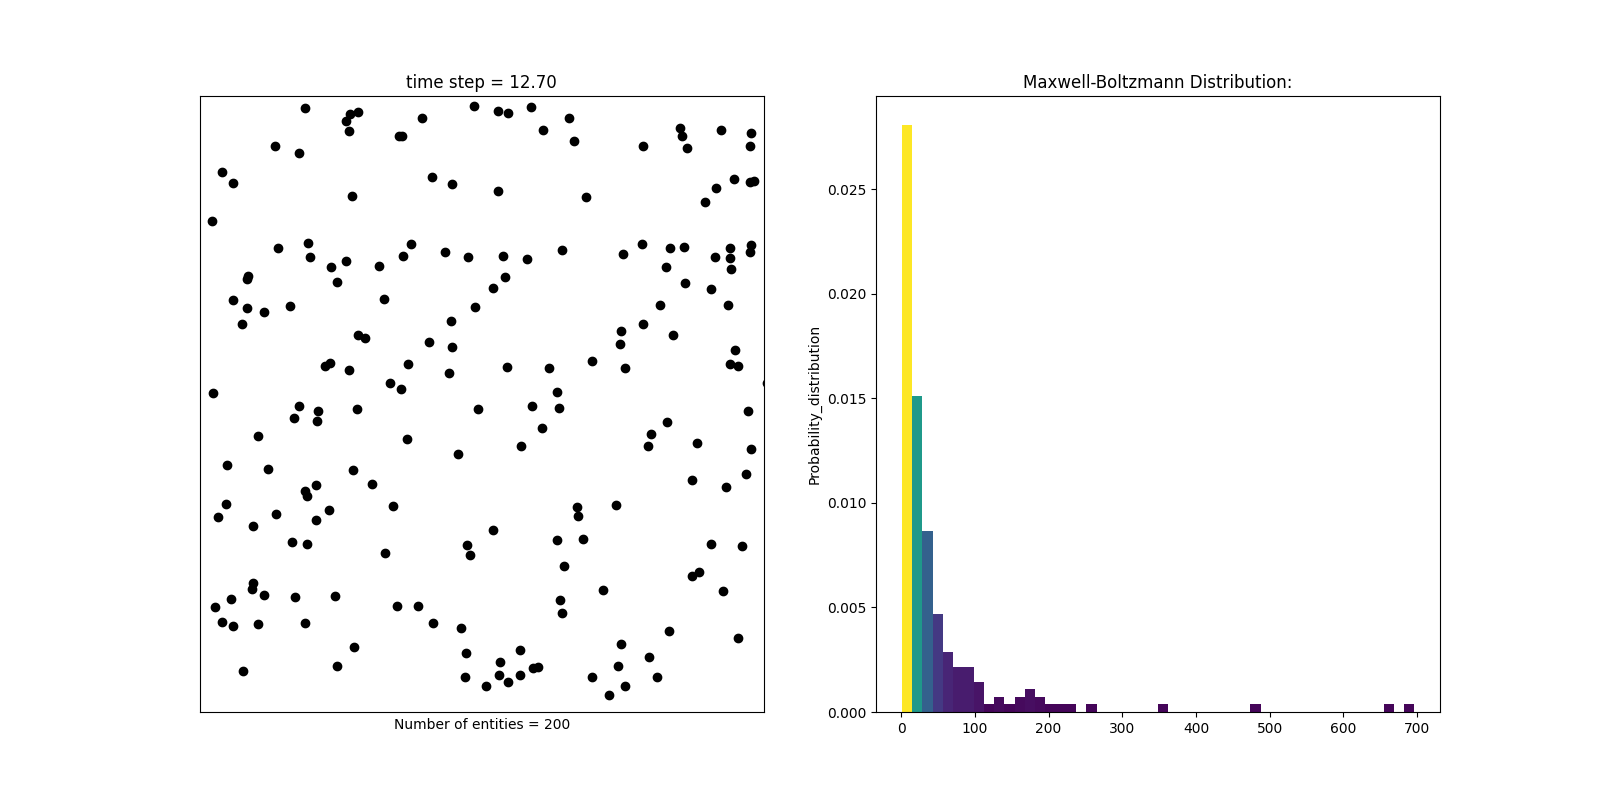 time step = 12.70
Number of entities = 200
Maxwell-Boltzmann Distribution:
Probability_distribution
0.025
0.020
0.015
0.010
0.005
0.000
0 100 200 300 400 500 600 700